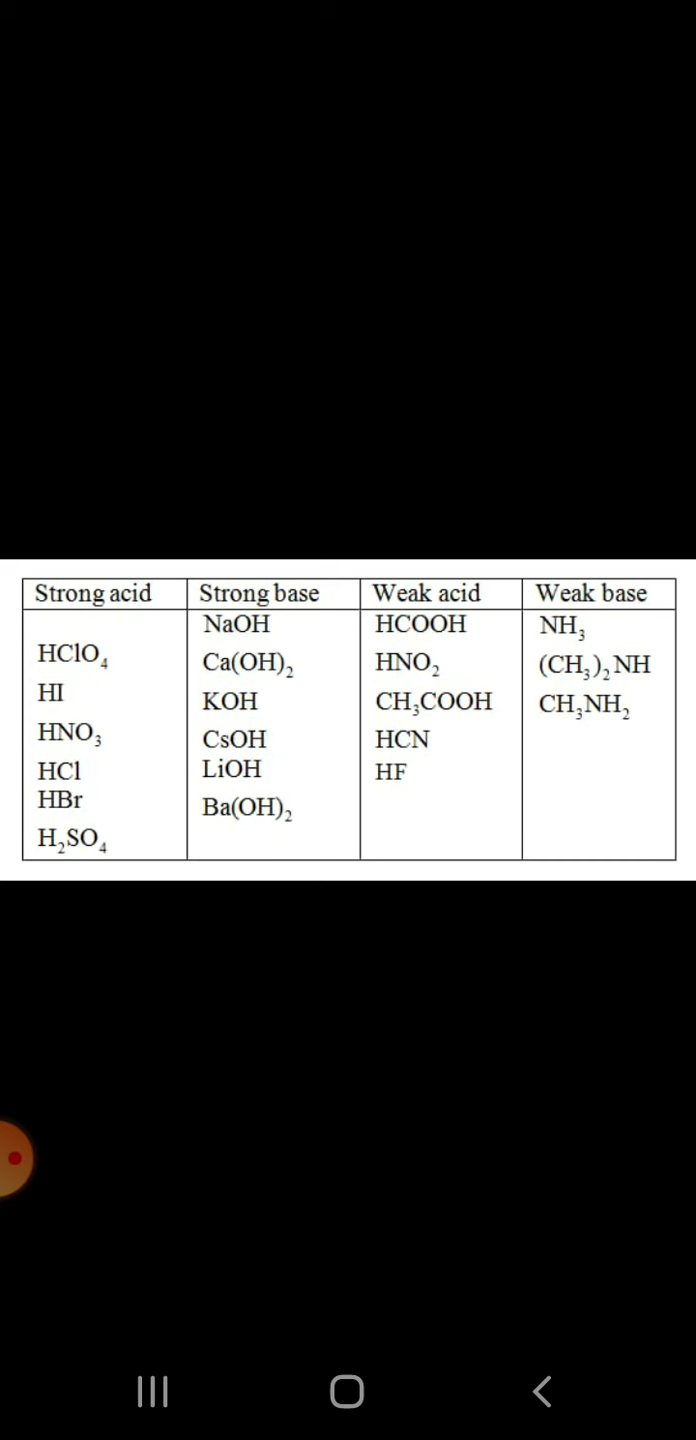 Strong acid Strong base Weak acid Weak base
HClO₄
HI
HNO₃
HCl
HBr
H₂SO₄
NaOH
Ca(OH)₂
KOH
CsOH
LiOH
Ba(OH)₂
HCOOH
HNO₂
CH₃COOH
HCN
HF
NH₃
(CH₃)₂NH
CH₃NH₂